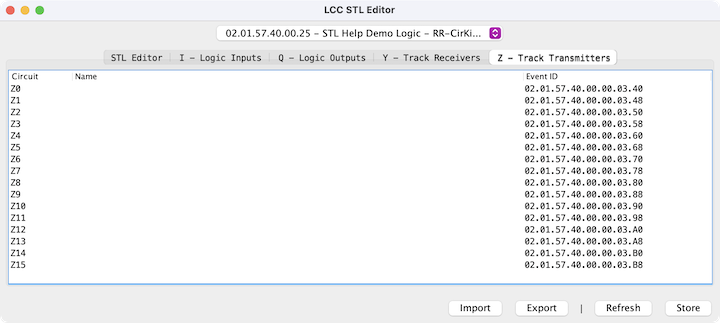 LCC STL Editor
02.01.57.40.00.25 – STL Help Demo Logic – RR-CirKi...
STL Editor I – Logic Inputs Q – Logic Outputs Y – Track Receivers Z – Track Transmitters
Circuit Name Event ID
Z0 02.01.57.40.00.00.03.40
Z1 02.01.57.40.00.00.03.48
Z2 02.01.57.40.00.00.03.50
Z3 02.01.57.40.00.00.03.58
Z4 02.01.57.40.00.00.03.60
Z5 02.01.57.40.00.00.03.68
Z6 02.01.57.40.00.00.03.70
Z7 02.01.57.40.00.00.03.78
Z8 02.01.57.40.00.00.03.80
Z9 02.01.57.40.00.00.03.88
Z10 02.01.57.40.00.00.03.90
Z11 02.01.57.40.00.00.03.98
Z12 02.01.57.40.00.00.03.A0
Z13 02.01.57.40.00.00.03.A8
Z14 02.01.57.40.00.00.03.B0
Z15 02.01.57.40.00.00.03.B8
Import Export | Refresh Store